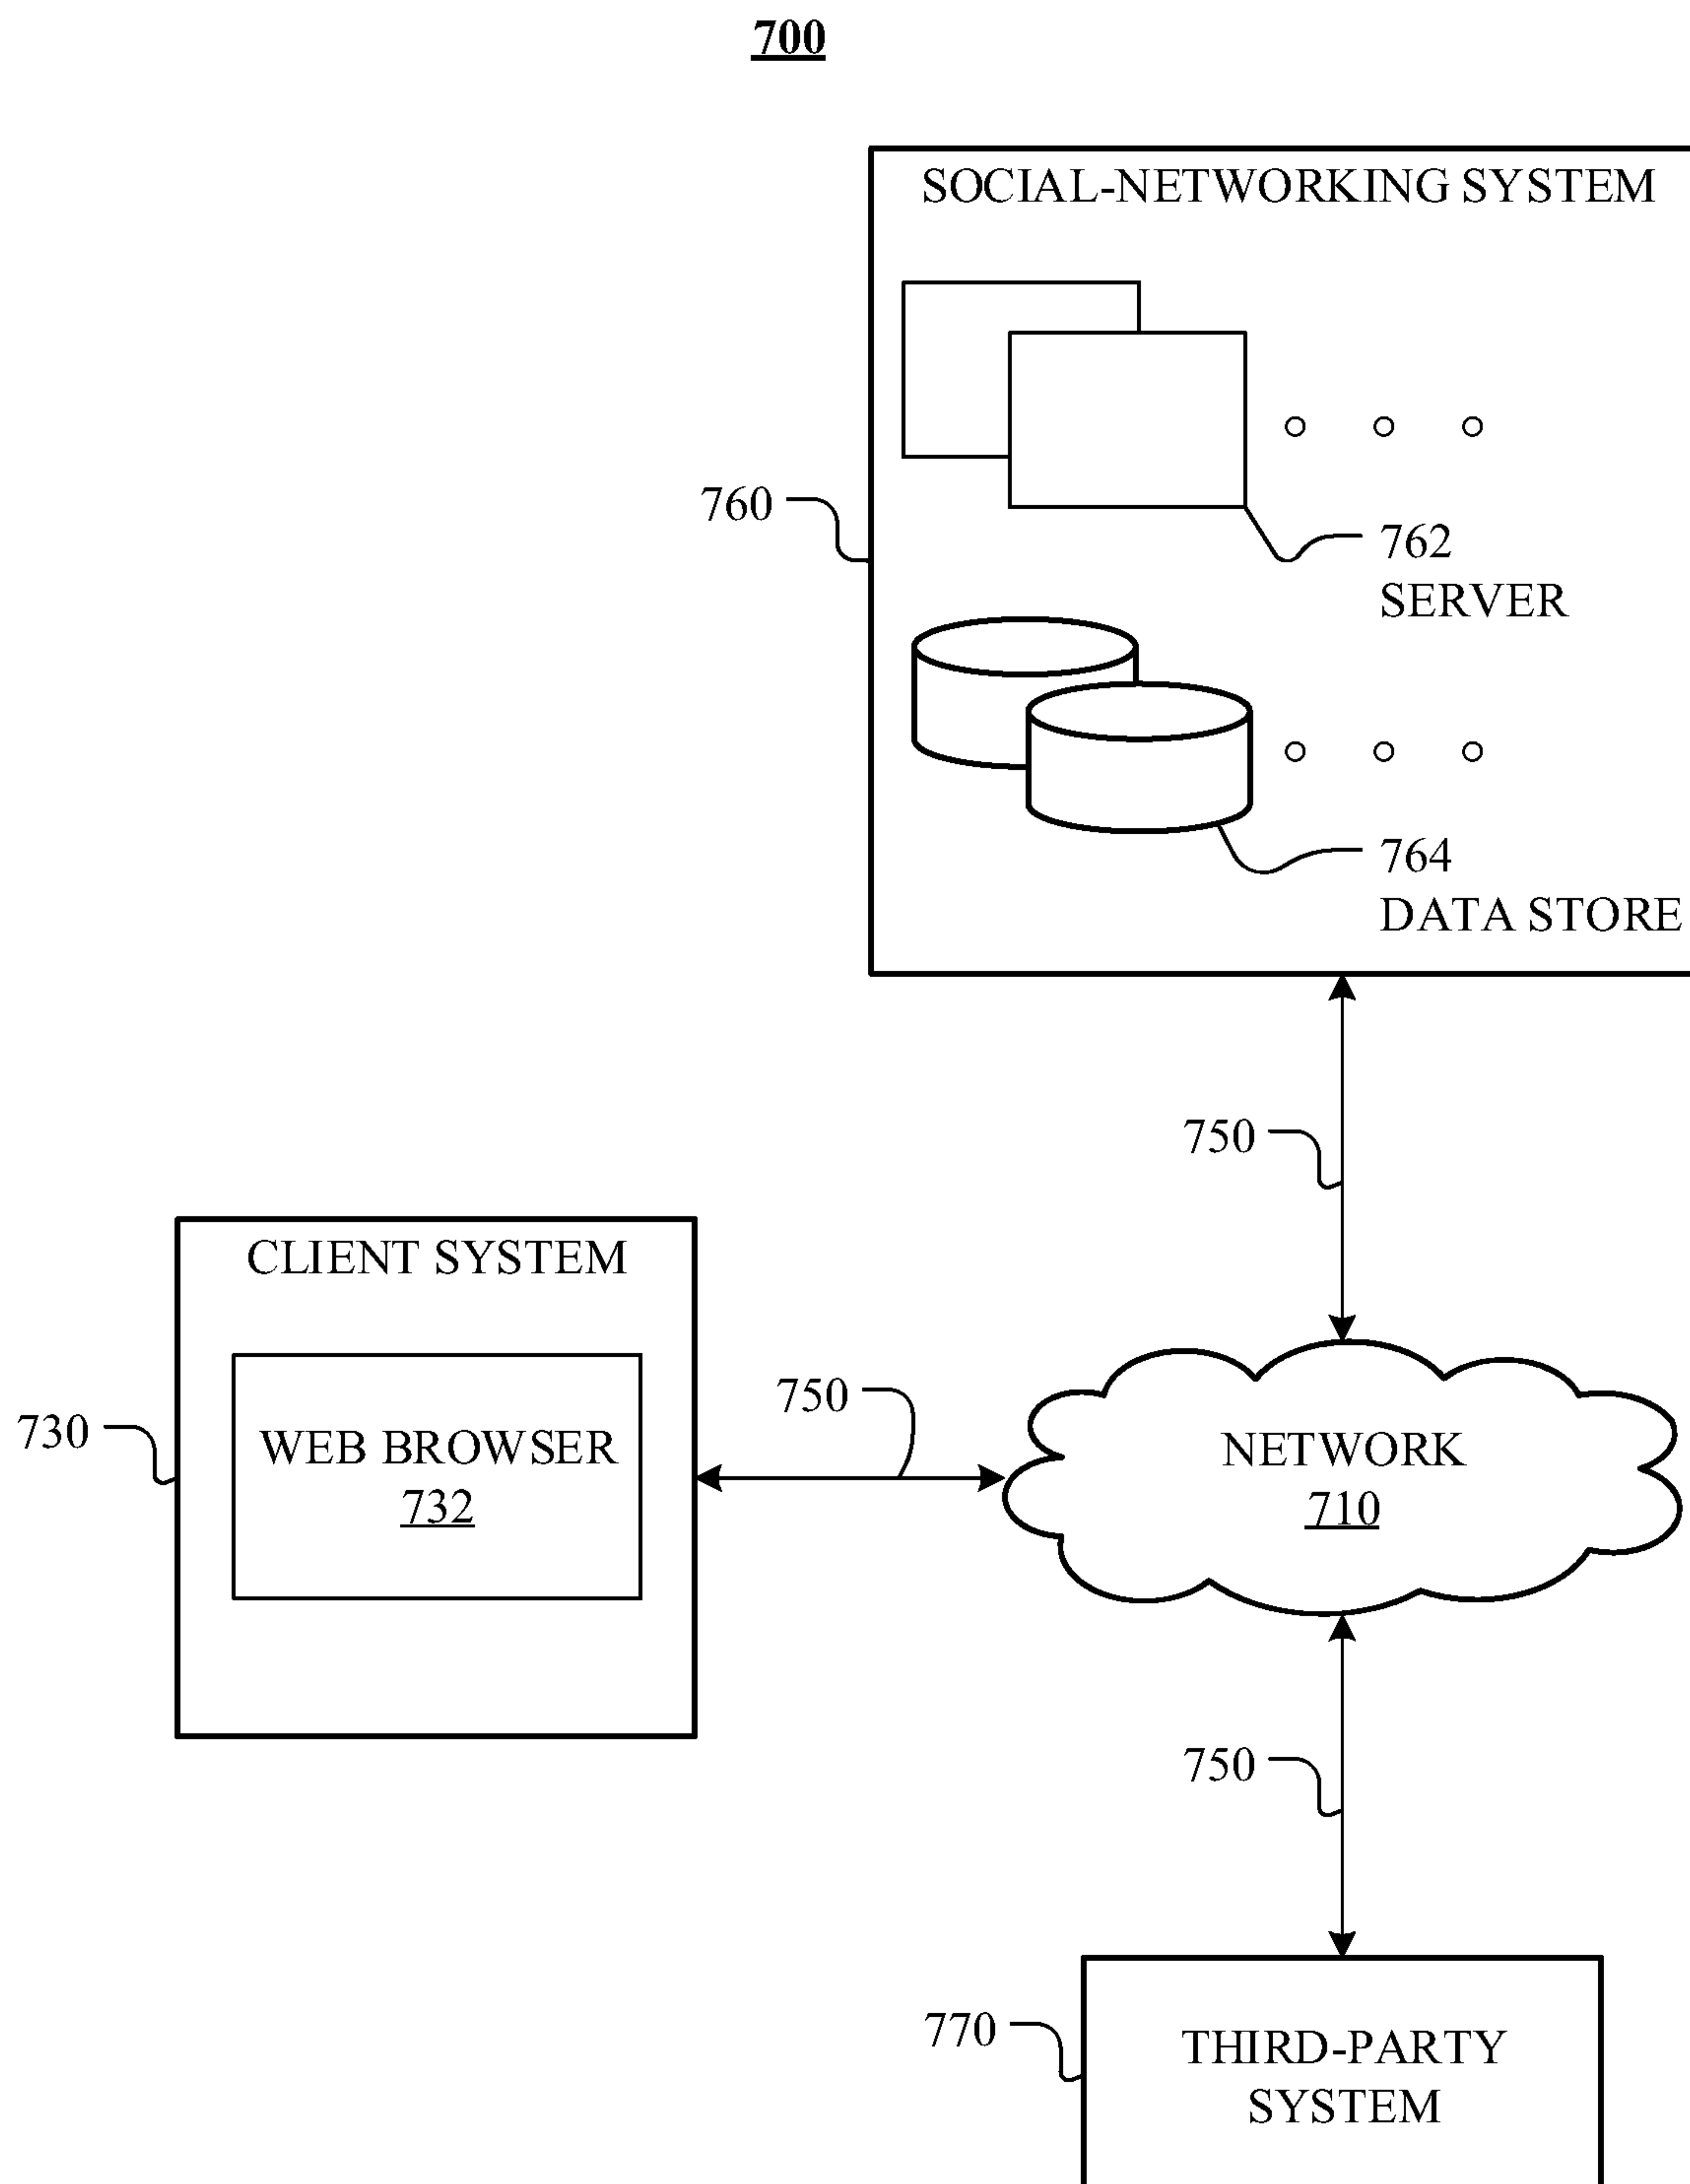 700
SOCIAL-NETWORKING SYSTEM
760
762
SERVER
764
DATA STORE
750
CLIENT SYSTEM
730
WEB BROWSER
732
750
NETWORK
710
750
770
THIRD-PARTY
SYSTEM